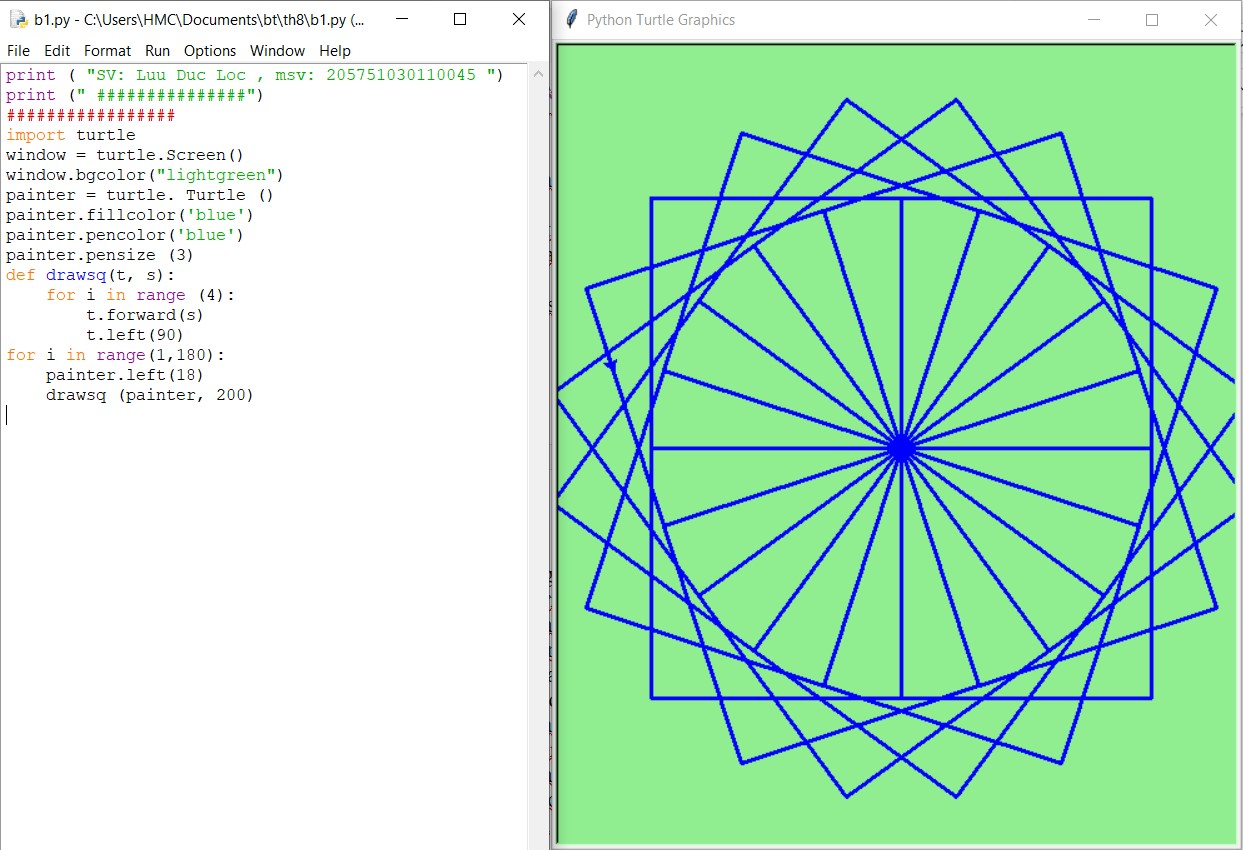 b1.py - C:\Users\HMC\Documents\bt\th8\b1.py (...
File Edit Format Run Options Window Help
print ( "SV: Luu Duc Loc , msv: 205751030110045 ")
print (" ###############")
#################
import turtle
window = turtle.Screen()
window.bgcolor("lightgreen")
painter = turtle. Turtle ()
painter.fillcolor('blue')
painter.pencolor('blue')
painter.pensize (3)
def drawsq(t, s):
    for i in range (4):
        t.forward(s)
        t.left(90)
for i in range(1,180):
    painter.left(18)
    drawsq (painter, 200)
Python Turtle Graphics